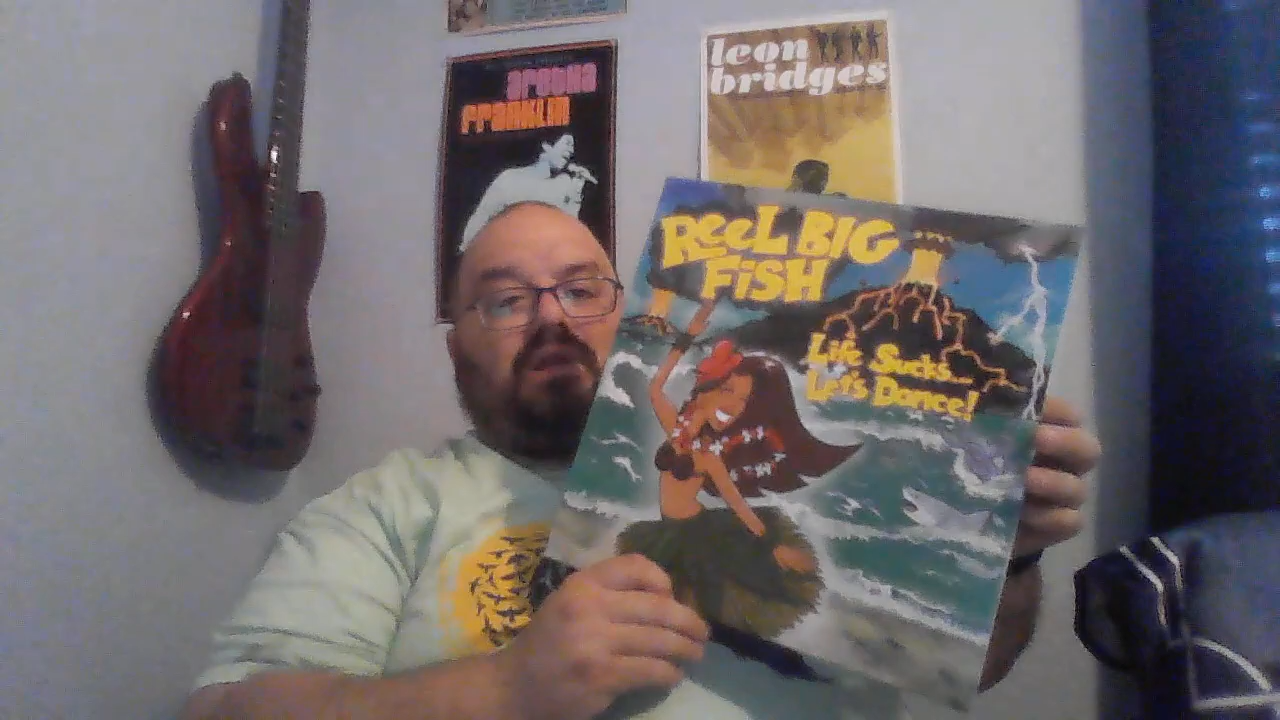 aretha
franklin
leon
bridges
REEL BIG
FiSH
Life Sucks...
Let's Dance!